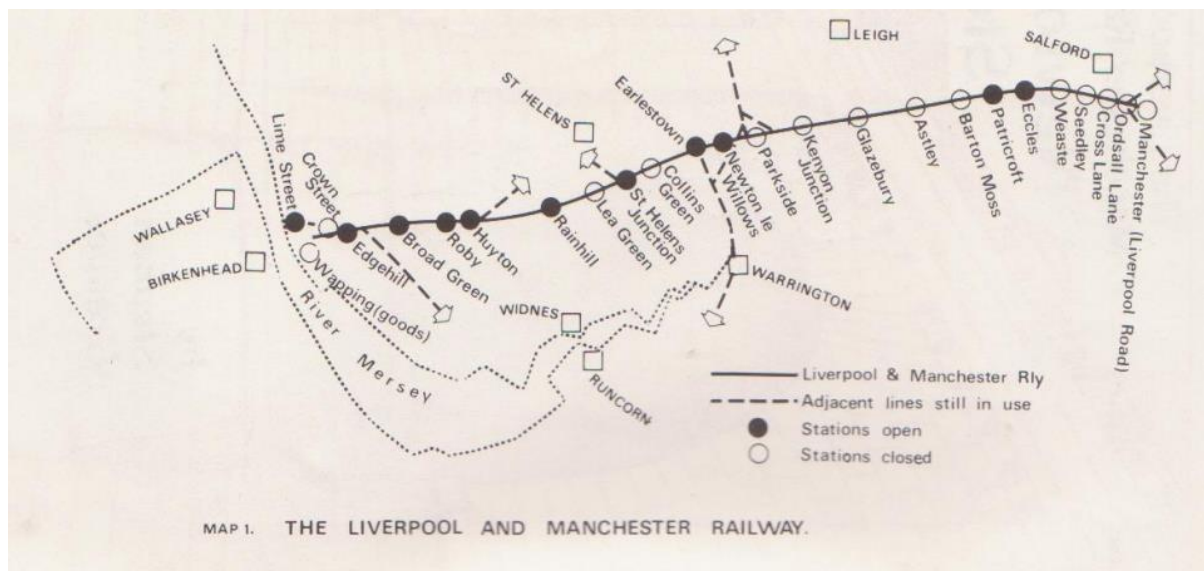 LEIGH
SALFORD
ST HELENS
Earlestown
Lime
Street
Crown
Street
WALLASEY
BIRKENHEAD
Edgehill
Wapping (goods)
Broad Green
Roby
Huyton
Rainhill
Lea Green
St Helens
Junction
Collins
Green
Newton le
Willows
Parkside
Kenyon
Junction
Glazebury
Astley
Barton Moss
Patricroft
Eccles
Weaste
Seedley
Cross Lane
Ordsall Lane
Manchester (Liverpool Road)
WARRINGTON
WIDNES
RUNCORN
River
Mersey
Liverpool & Manchester Rly
Adjacent lines still in use
Stations open
Stations closed
MAP 1. THE LIVERPOOL AND MANCHESTER RAILWAY.